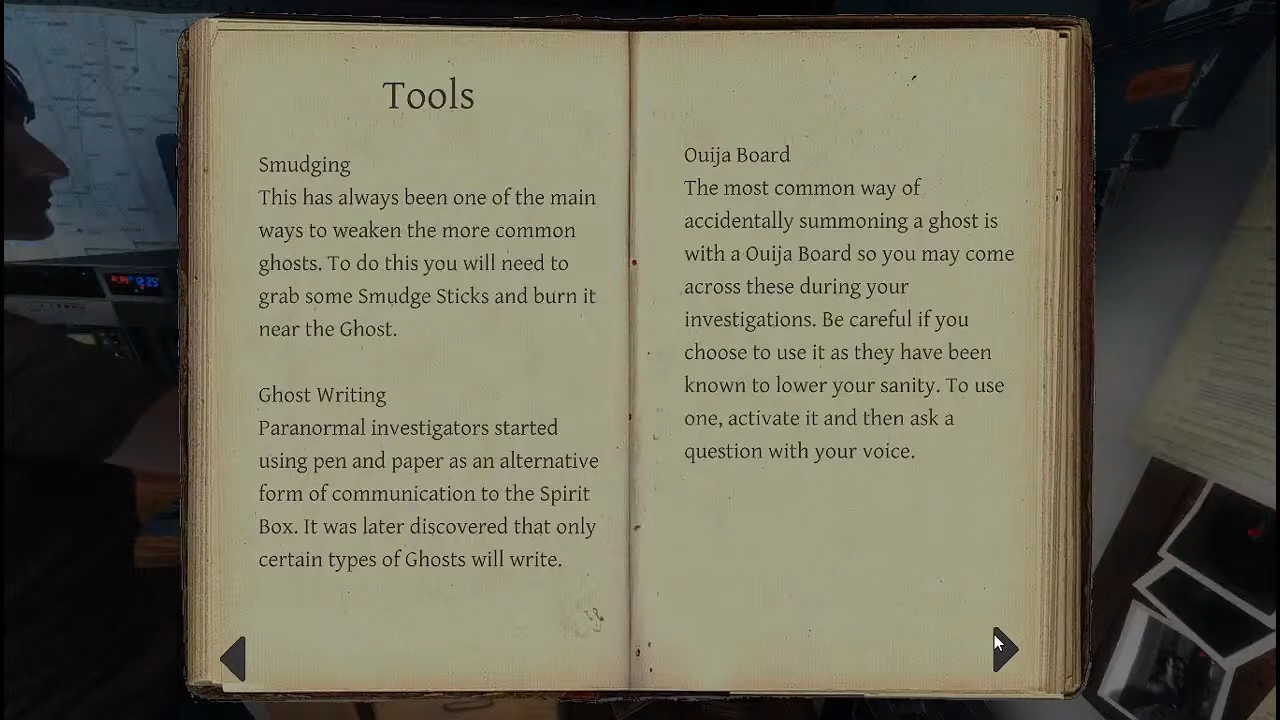 Tools
Smudging
This has always been one of the main
ways to weaken the more common
ghosts. To do this you will need to
grab some Smudge Sticks and burn it
near the Ghost.
Ghost Writing
Paranormal investigators started
using pen and paper as an alternative
form of communication to the Spirit
Box. It was later discovered that only
certain types of Ghosts will write.
Ouija Board
The most common way of
accidentally summoning a ghost is
with a Ouija Board so you may come
across these during your
investigations. Be careful if you
choose to use it as they have been
known to lower your sanity. To use
one, activate it and then ask a
question with your voice.